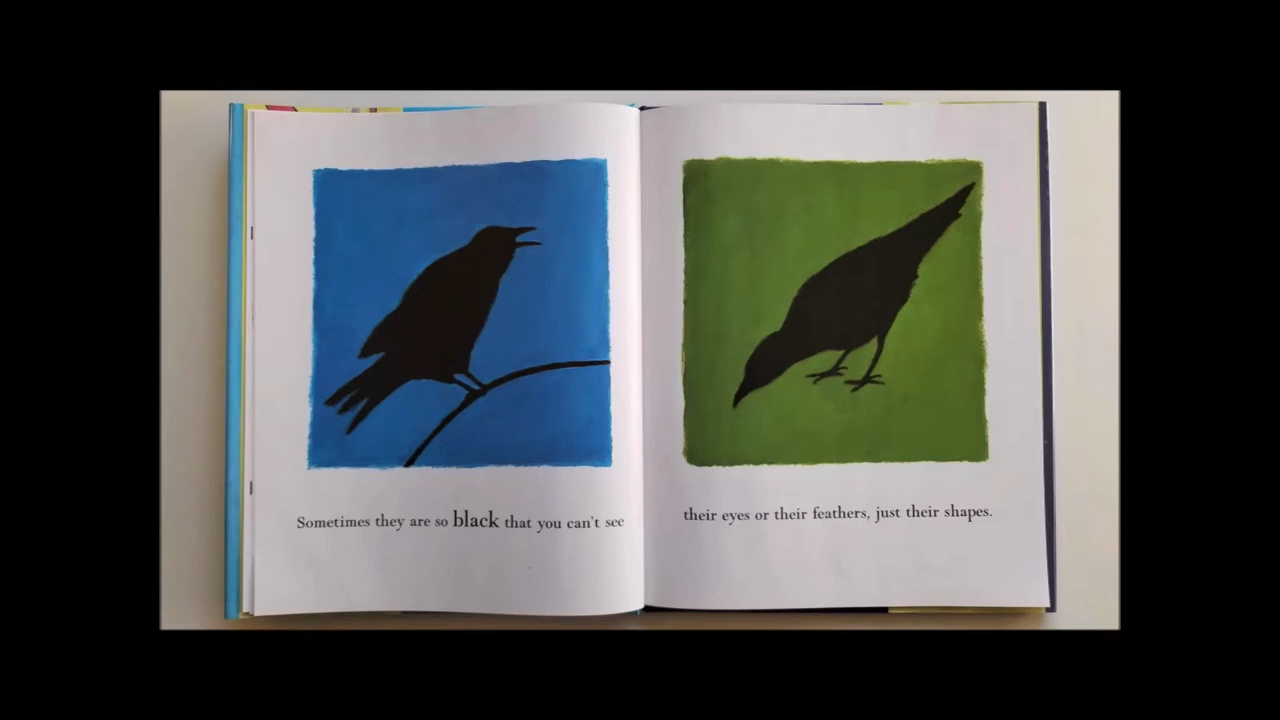 Sometimes they are so black that you can't see
their eyes or their feathers, just their shapes.